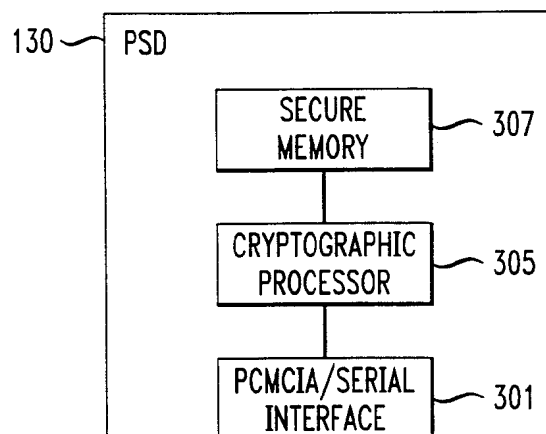 130 PSD
SECURE
MEMORY
307
CRYPTOGRAPHIC
PROCESSOR
305
PCMCIA/SERIAL
INTERFACE
301